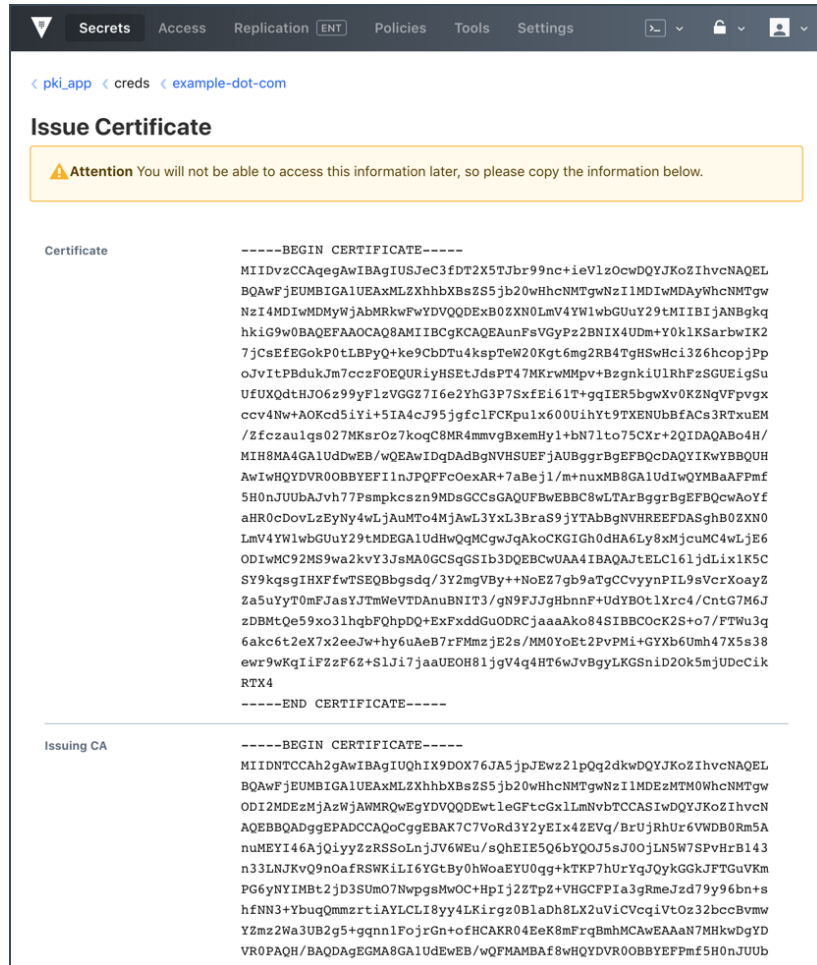 Secrets Access Replication ENT Policies Tools Settings
pki_app creds example-dot-com
Issue Certificate
Attention You will not be able to access this information later, so please copy the information below.
Certificate
-----BEGIN CERTIFICATE-----
MIIDvzCCAqegAwIBAgIUSJeC3fDT2X5TJbr99nc+ieVlzOcwDQYJKoZIhvcNAQEL
BQAwFjEUMBIGA1UEAxMLZXhhbXBsZS5jb20wHhcNMTgwNzI1MDIwMDAyWhcNMTgw
NzI4MDIwMDMyWjAbMRkwFwYDVQQDExB0ZXN0LmV4YW1wbGUuY29tMIIBIjANBgkq
hkiG9w0BAQEFAAOCAQ8AMIIBCgKCAQEAunFsVGyPz2BNIX4UDm+Y0klKSarbwIK2
7jCsEfEGokP0tLBPyQ+ke9CbDTu4kspTeW20Kgt6mg2RB4TgHSwHci3Z6hcopjPp
oJvItPBdukJm7cczFOEQURiyHSEtJdsPT47MKrwMMpv+BzgnkiUlRhFzSGUEigSu
UfUXQdtHJO6z99yFlzVGGZ7I6e2YhG3P7SxfEi61T+gqIER5bgwXv0KZNqVFpvgx
ccv4Nw+AOKcd5iYi+5IA4cJ95jgfclFCKpu1x600UihYt9TXENUbBfACs3RTxuEM
/Zfczau1qs027MKsrOz7koqC8MR4mmvgBxemHy1+bN7lto75CXr+2QIDAQABo4H/
MIH8MA4GA1UdDwEB/wQEAwIDqDAdBgNVHSUEFjAUBggrBgEFBQcDAQYIKwYBBQUH
AwIwHQYDVR0OBBYEFI1nJPQFFcOexAR+7aBej1/m+nuxMB8GA1UdIwQYMBaAFPmf
5H0nJUUbAJvh77Psmpkcszn9MDsGCCsGAQUFBwEBBC8wLTArBggrBgEFBQcwAoYf
aHR0cDovLzEyNy4wLjAuMTo4MjAwL3YxL3BraS9jYTAbBgNVHREEFDASghB0ZXN0
LmV4YW1wbGUuY29tMDEGA1UdHwQqMCgwJqAkoCKGIGh0dHA6Ly8xMjcuMC4wLjE6
ODIwMC92MS9wa2kvY3JsMA0GCSqGSIb3DQEBCwUAA4IBAQAJtELCl6ljdLix1K5C
SY9kqsgIHXFfwTSEQBbgsdq/3Y2mgVBy++NoEZ7gb9aTgCCvyynPIL9sVcrXoayZ
Za5uYyT0mFJasYJTmWeVTDAnuBNIT3/gN9FJJgHbnnF+UdYBOtlXrc4/CntG7M6J
zDBMtQe59xo3lhqbFQhpDQ+ExFxddGuODRCjaaaAko84SIBBCOcK2S+o7/FTWu3q
6akc6t2eX7x2eeJw+hy6uAeB7rFMmzjE2s/MM0YoEt2PvPMi+GYXb6Umh47X5s38
ewr9wKqIiFZzF6Z+SlJi7jaaUEOH81jgV4q4HT6wJvBgyLKGSniD2Ok5mjUDcCik
RTX4
-----END CERTIFICATE-----
Issuing CA
-----BEGIN CERTIFICATE-----
MIIDNTCCAh2gAwIBAgIUQhIX9DOX76JA5jpJEwz21pQq2dkwDQYJKoZIhvcNAQEL
BQAwFjEUMBIGA1UEAxMLZXhhbXBsZS5jb20wHhcNMTgwNzI1MDEzMTM0WhcNMTgw
ODI2MDEzMjAzWjAWMRQwEgYDVQQDEwtleGFtcGxlLmNvbTCCASIwDQYJKoZIhvcN
AQEBBQADggEPADCCAQoCggEBAK7C7VoRd3Y2yEIx4ZEVq/BrUjRhUr6VWDB0Rm5A
nuMEYI46AjQiyyZzRSSoLnjJV6WEu/sQhEIE5Q6bYQOJ5sJ0OjLN5W7SPvHrB143
n33LNJKvQ9nOafRSWKiLI6YGtBy0hWoaEYU0qg+kTKP7hUrYqJQykGGkJFTGuVKm
PG6yNYIMBt2jD3SUmO7NwpgsMwOC+HpIj2ZTpZ+VHGCFPIa3gRmeJzd79y96bn+s
hfNN3+YbuqQmmzrtiAYLCLI8yy4LKirgz0BlaDh8LX2uViCVcqiVtOz32bccBvmw
YZmz2Wa3UB2g5+gqnn1FojrGn+ofHCAKR04EeK8mFrqBmhMCAwEAAaN7MHkwDgYD
VR0PAQH/BAQDAgEGMA8GA1UdEwEB/wQFMAMBAf8wHQYDVR0OBBYEFPmf5H0nJUUb